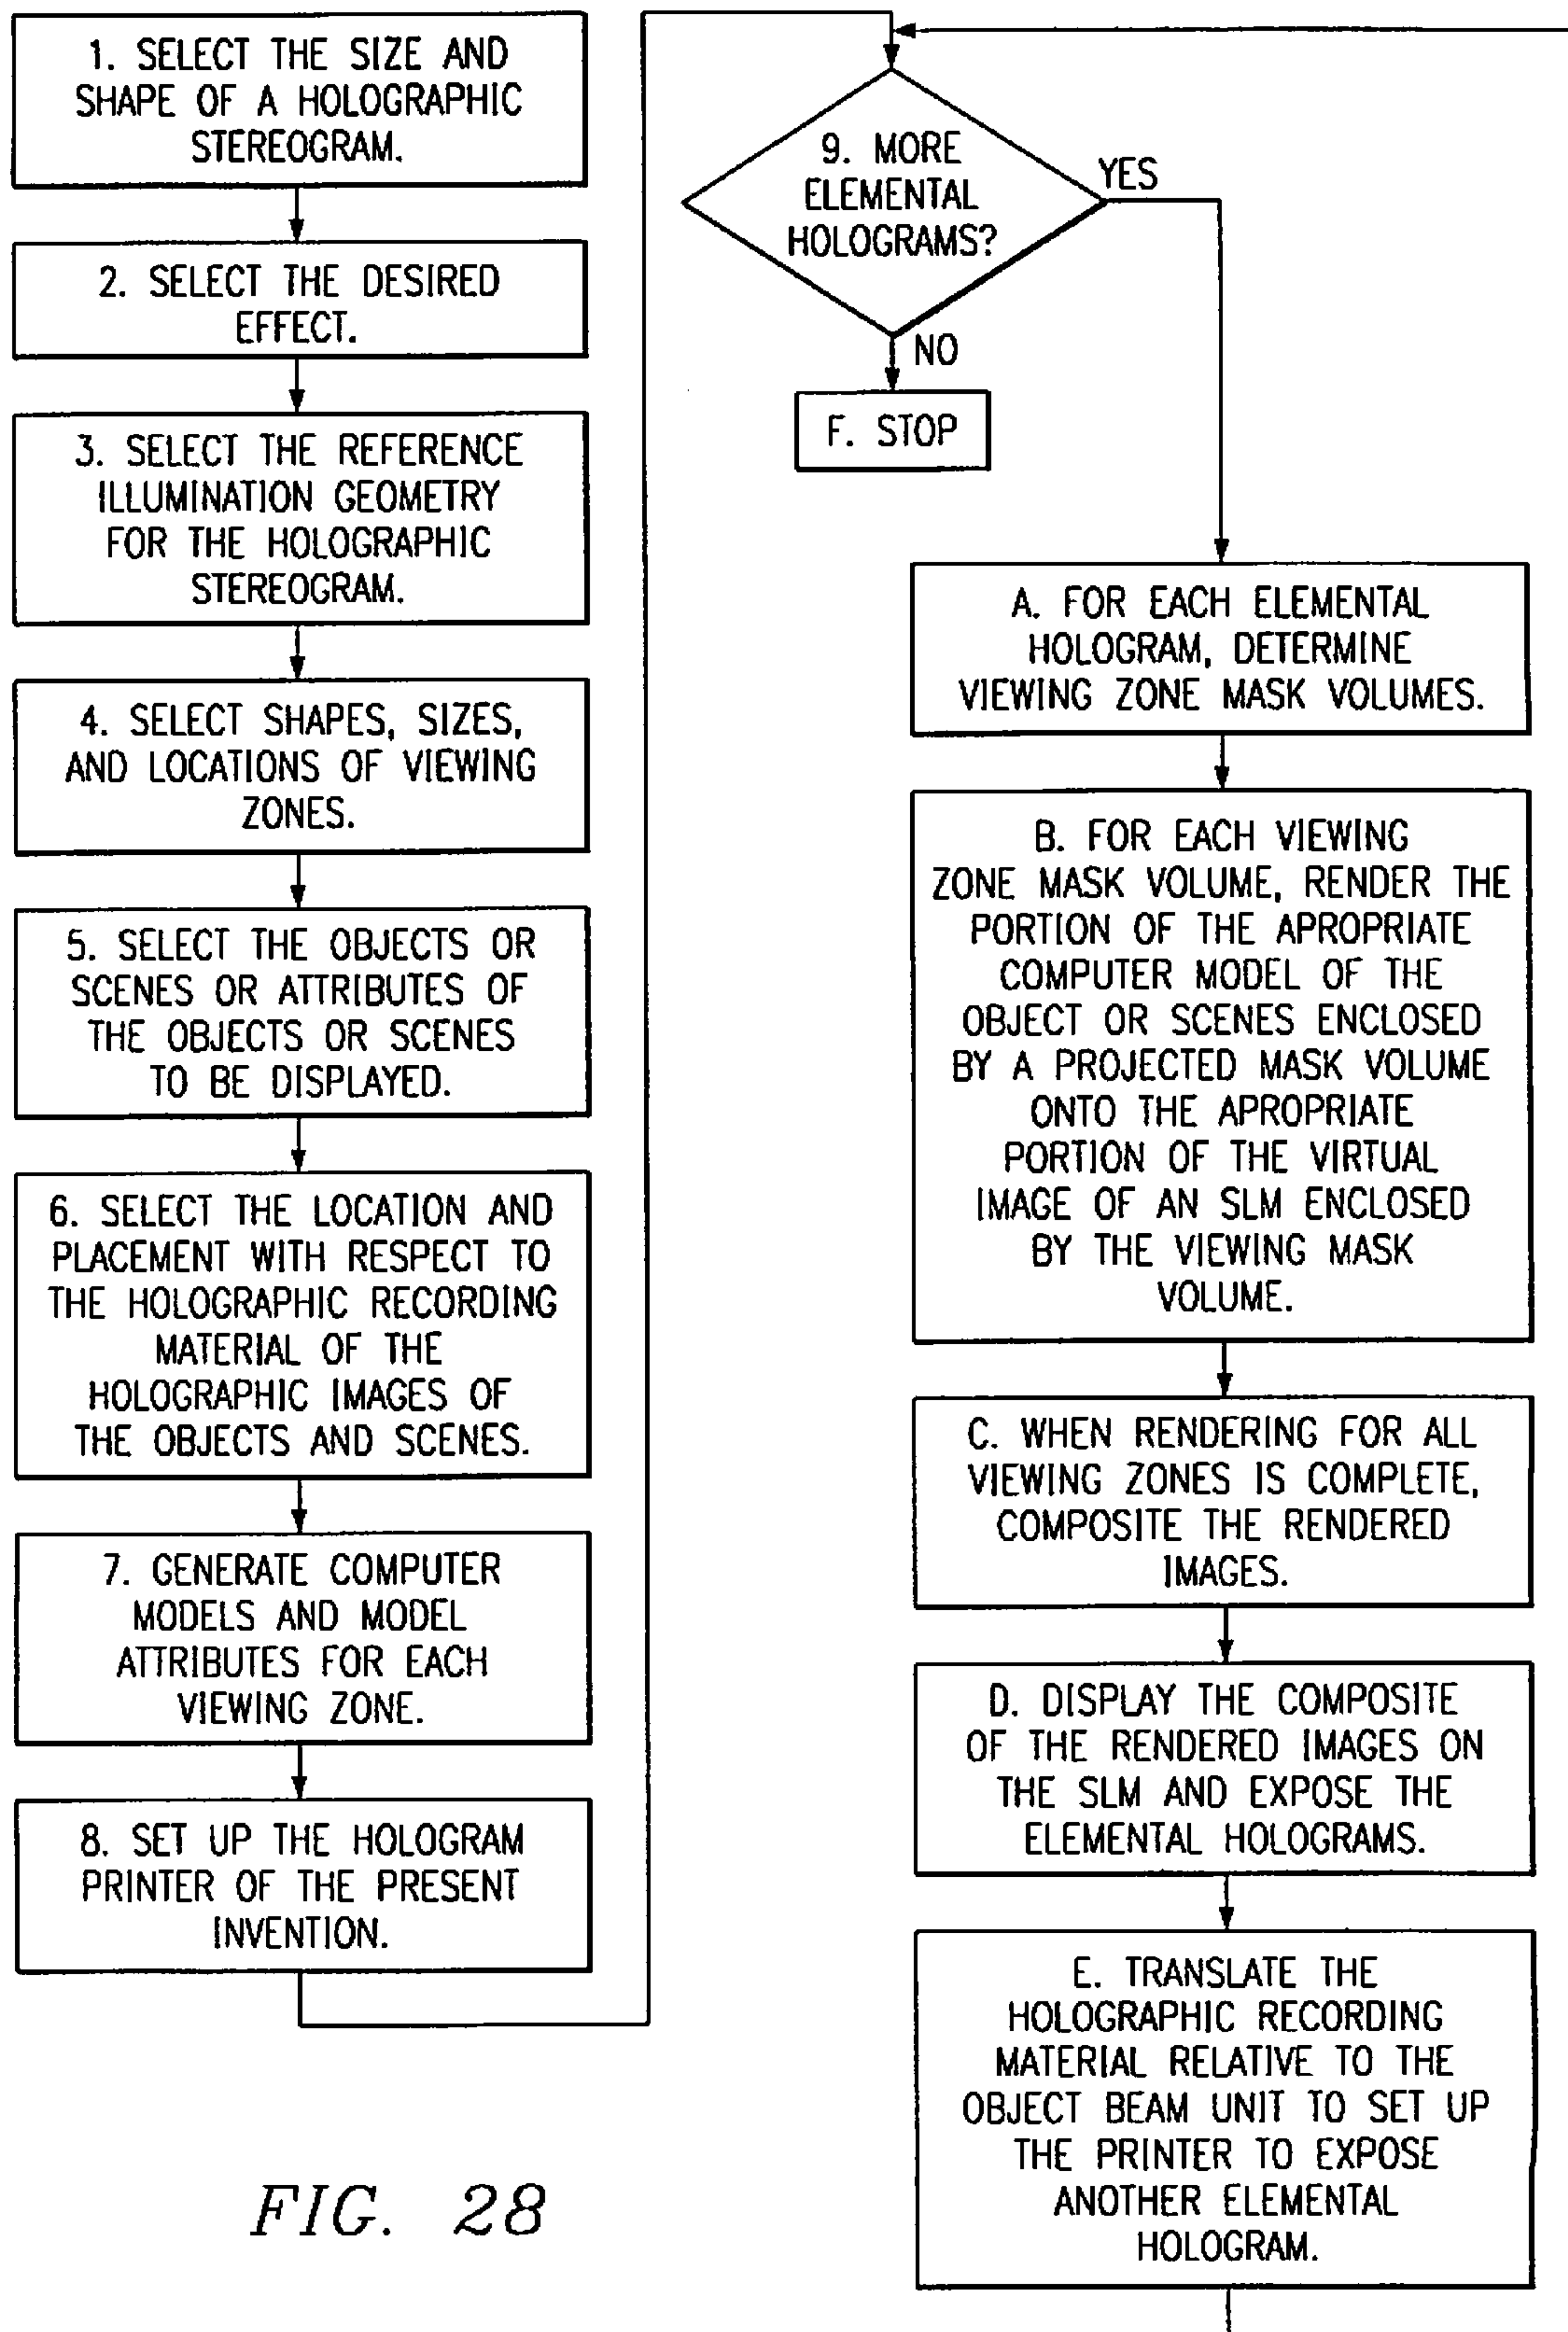 1. SELECT THE SIZE AND
SHAPE OF A HOLOGRAPHIC
STEREOGRAM.
2. SELECT THE DESIRED
EFFECT.
3. SELECT THE REFERENCE
ILLUMINATION GEOMETRY
FOR THE HOLOGRAPHIC
STEREOGRAM.
4. SELECT SHAPES, SIZES,
AND LOCATIONS OF VIEWING
ZONES.
5. SELECT THE OBJECTS OR
SCENES OR ATTRIBUTES OF
THE OBJECTS OR SCENES
TO BE DISPLAYED.
6. SELECT THE LOCATION AND
PLACEMENT WITH RESPECT TO
THE HOLOGRAPHIC RECORDING
MATERIAL OF THE
HOLOGRAPHIC IMAGES OF
THE OBJECTS AND SCENES.
7. GENERATE COMPUTER
MODELS AND MODEL
ATTRIBUTES FOR EACH
VIEWING ZONE.
8. SET UP THE HOLOGRAM
PRINTER OF THE PRESENT
INVENTION.
9. MORE
ELEMENTAL
HOLOGRAMS?
YES
NO
F. STOP
A. FOR EACH ELEMENTAL
HOLOGRAM, DETERMINE
VIEWING ZONE MASK VOLUMES.
B. FOR EACH VIEWING
ZONE MASK VOLUME, RENDER THE
PORTION OF THE APROPRIATE
COMPUTER MODEL OF THE
OBJECT OR SCENES ENCLOSED
BY A PROJECTED MASK VOLUME
ONTO THE APROPRIATE
PORTION OF THE VIRTUAL
IMAGE OF AN SLM ENCLOSED
BY THE VIEWING MASK
VOLUME.
C. WHEN RENDERING FOR ALL
VIEWING ZONES IS COMPLETE,
COMPOSITE THE RENDERED
IMAGES.
D. DISPLAY THE COMPOSITE
OF THE RENDERED IMAGES ON
THE SLM AND EXPOSE THE
ELEMENTAL HOLOGRAMS.
E. TRANSLATE THE
HOLOGRAPHIC RECORDING
MATERIAL RELATIVE TO THE
OBJECT BEAM UNIT TO SET UP
THE PRINTER TO EXPOSE
ANOTHER ELEMENTAL
HOLOGRAM.
FIG. 28